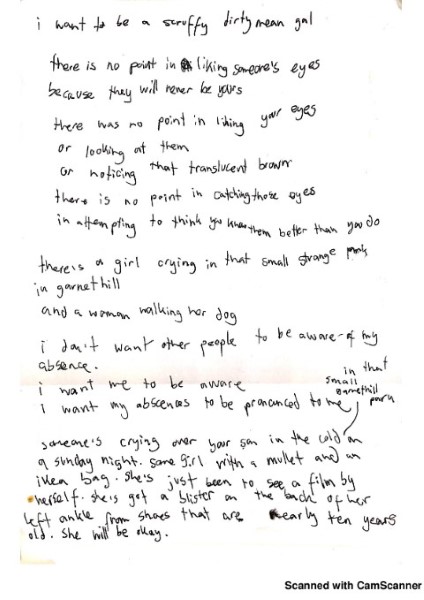 i want to be a scruffy dirty mean gal
there is no point in liking someone's eyes
because they will never be yours
there was no point in liking your eyes
or looking at them
or noticing that translucent brown
there is no point in catching those eyes
in attempting to think you know them better than you do
there's a girl crying in that small strange park
in garnethill
and a woman walking her dog
i don't want other people to be aware of my
absence.
i want me to be aware
i want my abscences to be pronounced to me
in that
small
garnethill
park
someone's crying over your son in the cold on
a sunday night. some girl with a mullet and an
ikea bag. she's just been to see a film by
herself. she's got a blister on the back of her
left ankle from shoes that are nearly ten years
old. she will be okay.
Scanned with CamScanner